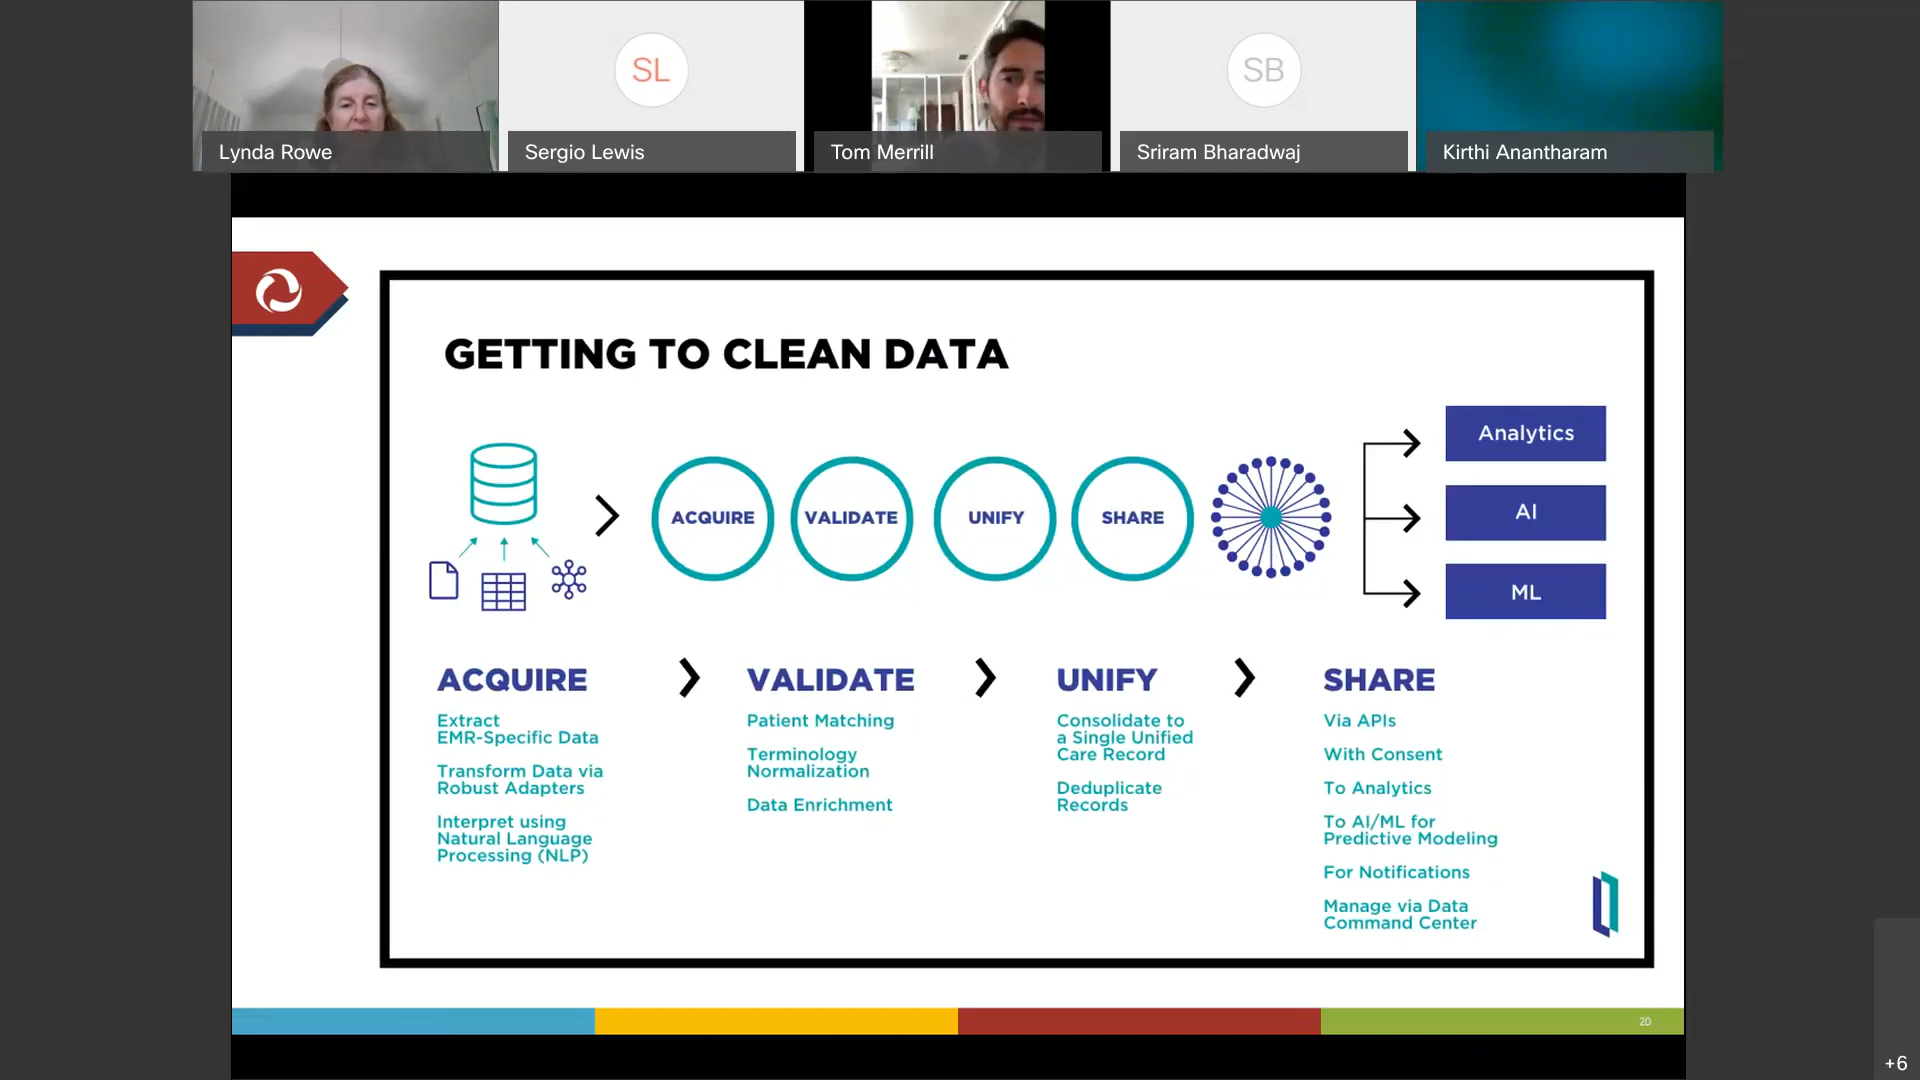 SL
SB
Lynda Rowe
Sergio Lewis
Tom Merrill
Sriram Bharadwaj
Kirthi Anantharam
GETTING TO CLEAN DATA
ACQUIRE
VALIDATE
UNIFY
SHARE
Analytics
AI
ML
ACQUIRE
Extract
EMR-Specific Data
Transform Data via
Robust Adapters
Interpret using
Natural Language
Processing (NLP)
VALIDATE
Patient Matching
Terminology
Normalization
Data Enrichment
UNIFY
Consolidate to
a Single Unified
Care Record
Deduplicate
Records
SHARE
Via APIs
With Consent
To Analytics
To AI/ML for
Predictive Modeling
For Notifications
Manage via Data
Command Center
20
+6